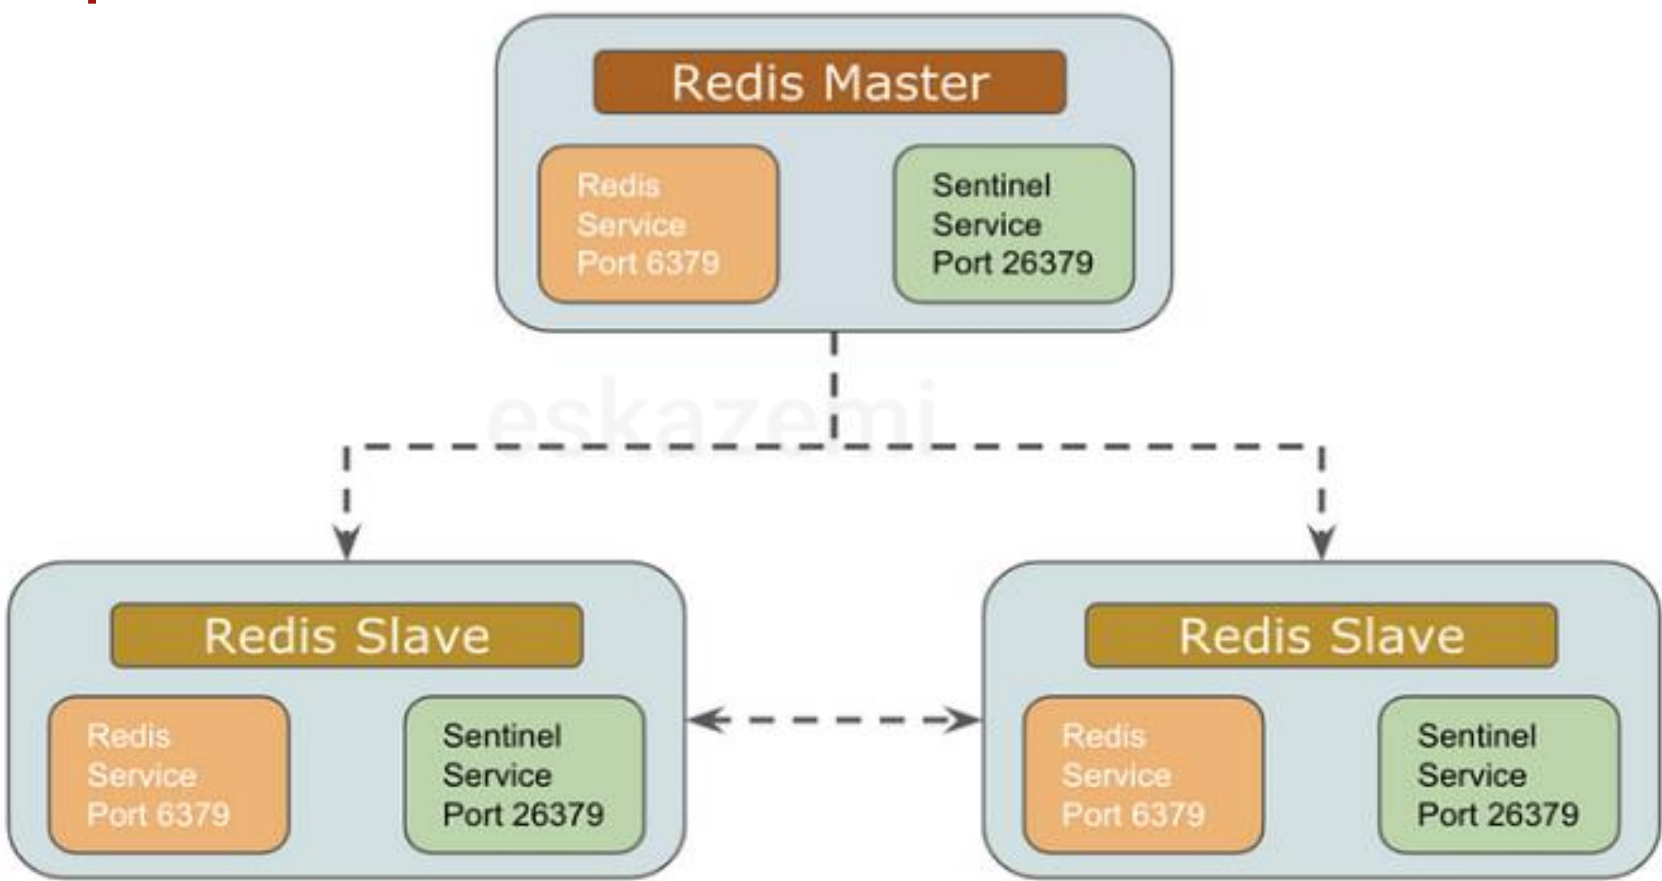 Redis Master
Redis
Service
Port 6379
Sentinel
Service
Port 26379
eskazemi
Redis Slave
Redis
Service
Port 6379
Sentinel
Service
Port 26379
Redis Slave
Redis
Service
Port 6379
Sentinel
Service
Port 26379